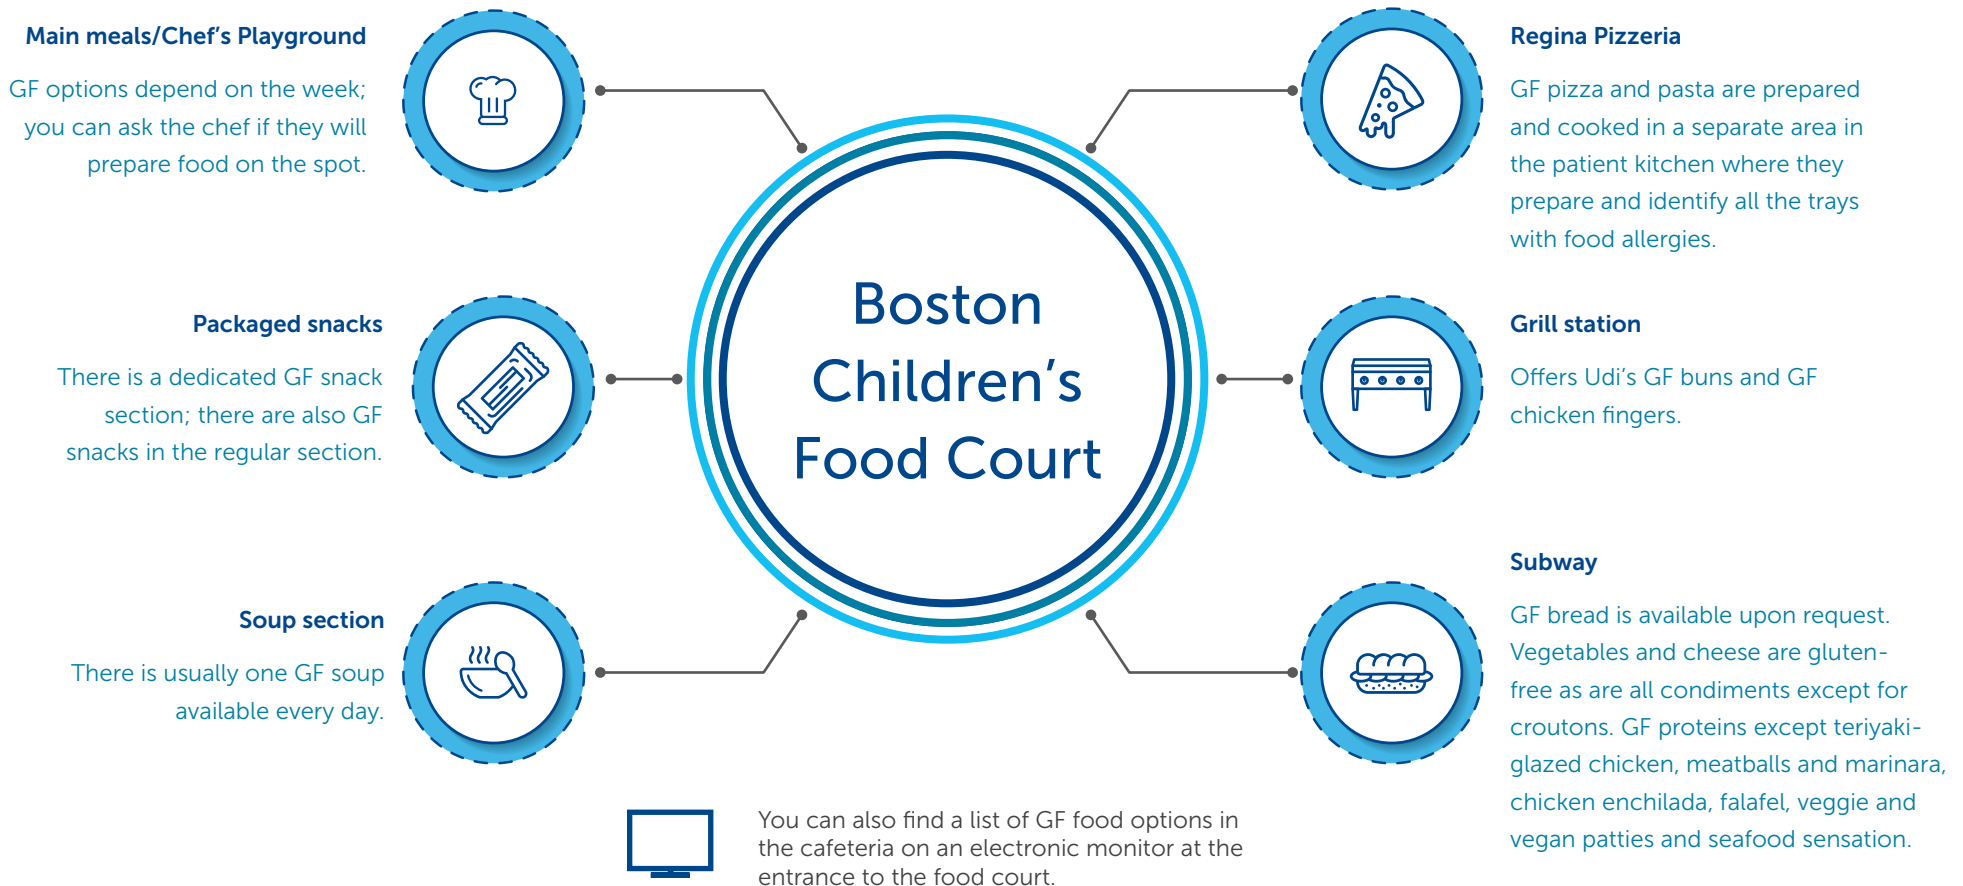 Main meals/Chef’s Playground
GF options depend on the week;
you can ask the chef if they will
prepare food on the spot.
Packaged snacks
There is a dedicated GF snack
section; there are also GF
snacks in the regular section.
Soup section
There is usually one GF soup
available every day.
Boston
Children’s
Food Court
Regina Pizzeria
GF pizza and pasta are prepared
and cooked in a separate area in
the patient kitchen where they
prepare and identify all the trays
with food allergies.
Grill station
Offers Udi’s GF buns and GF
chicken fingers.
Subway
GF bread is available upon request.
Vegetables and cheese are gluten-
free as are all condiments except for
croutons. GF proteins except teriyaki-
glazed chicken, meatballs and marinara,
chicken enchilada, falafel, veggie and
vegan patties and seafood sensation.
You can also find a list of GF food options in
the cafeteria on an electronic monitor at the
entrance to the food court.